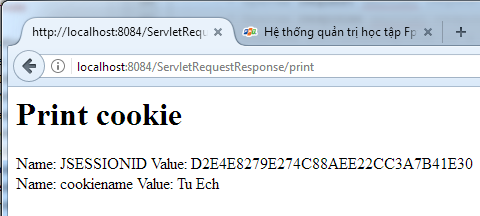 http://localhost:8084/ServletRequ
Hệ thống quản trị học tập Fp
localhost:8084/ServletRequestResponse/print
Print cookie
Name: JSESSIONID Value: D2E4E8279E274C88AEE22CC3A7B41E30
Name: cookiename Value: Tu Ech